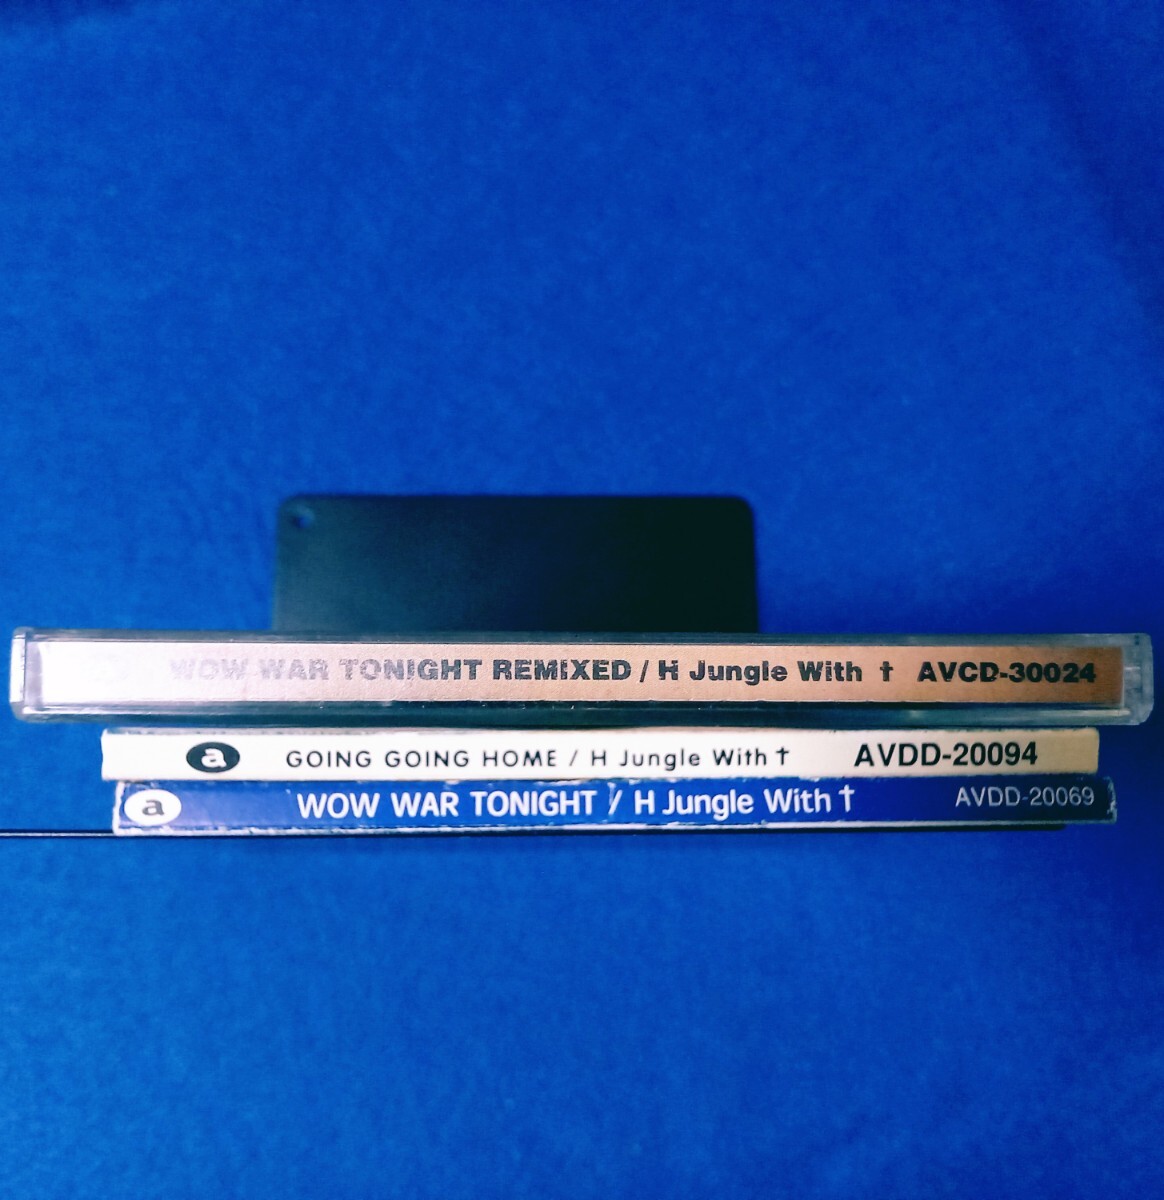 WOW WAR TONIGHT REMIXED / H Jungle With † AVCD-30024
a GOING GOING HOME / H Jungle With † AVDD-20094
a WOW WAR TONIGHT / H Jungle With † AVDD-20069